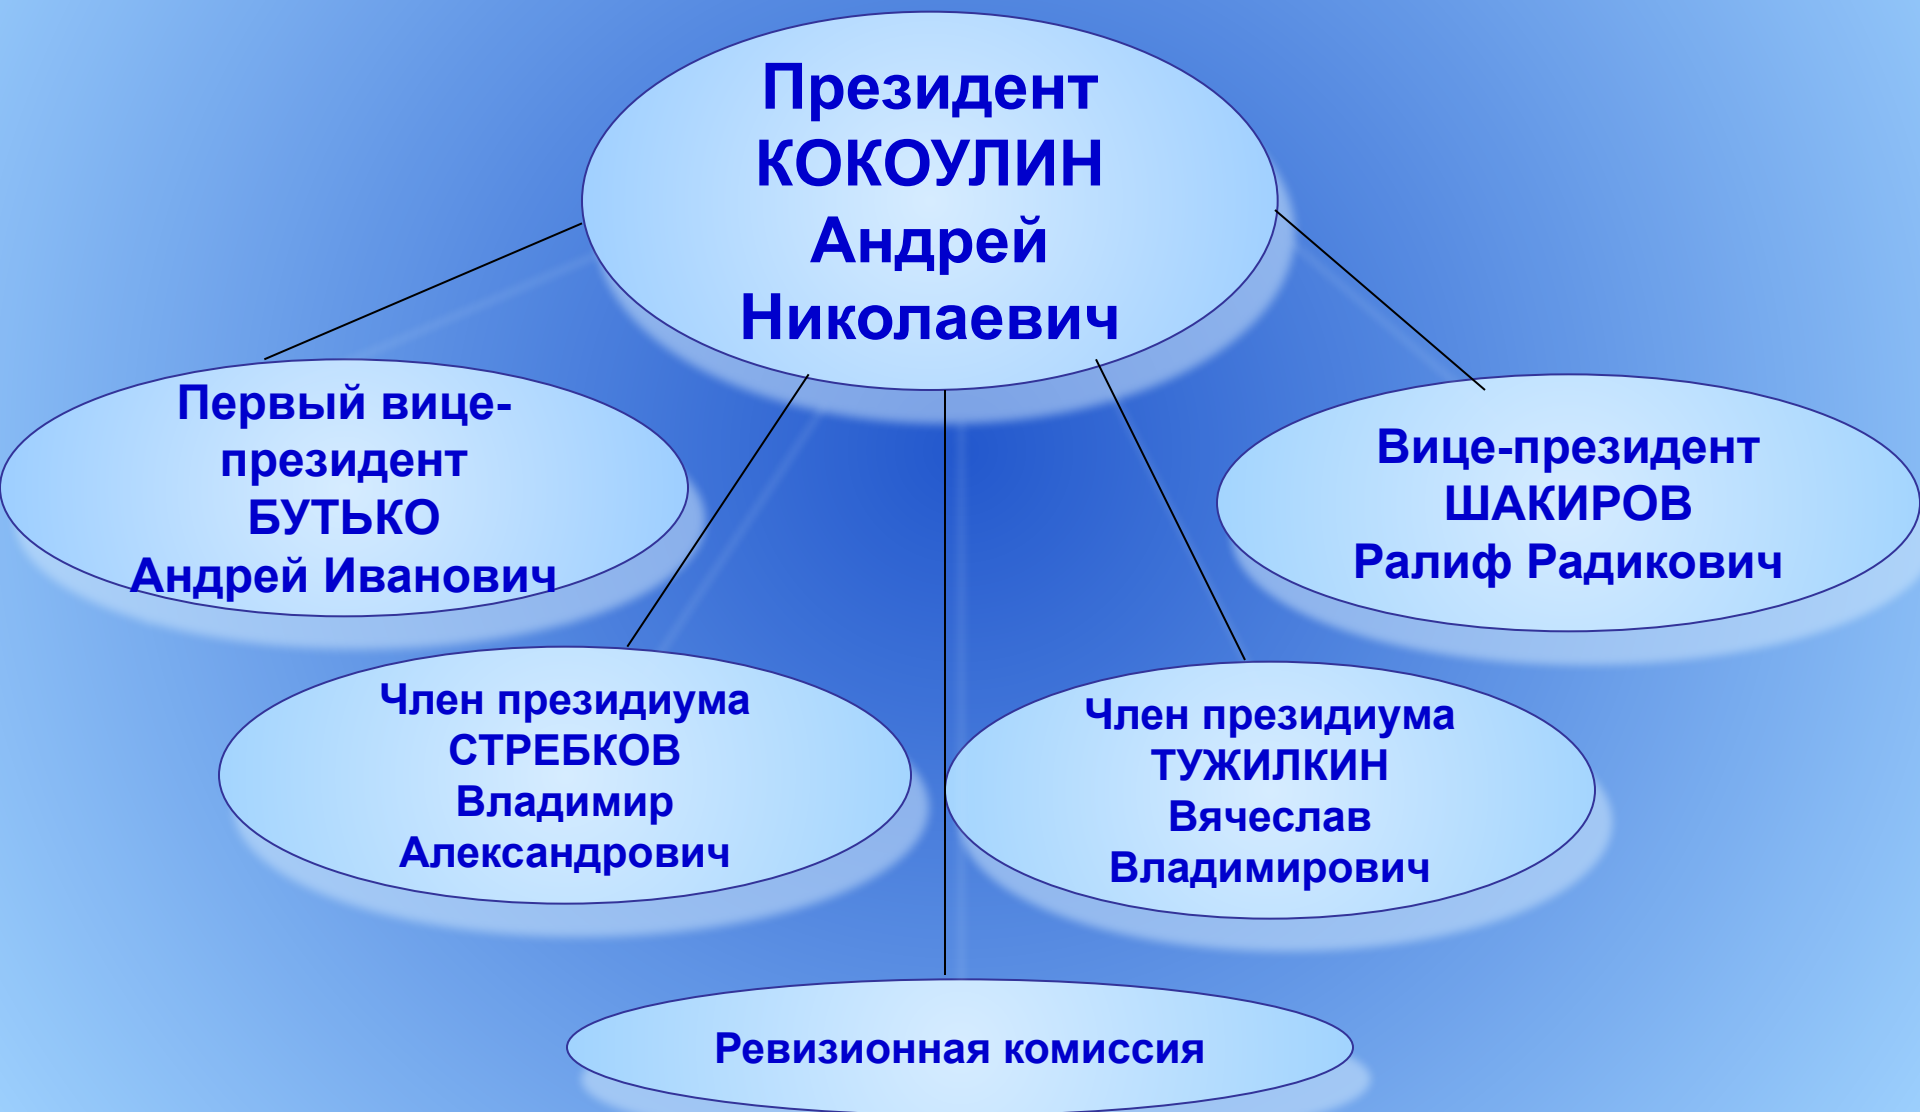 Президент
КОКОУЛИН
Андрей
Николаевич
Первый вице-
президент
БУТЬКО
Андрей Иванович
Вице-президент
ШАКИРОВ
Ралиф Радикович
Член президиума
СТРЕБКОВ
Владимир
Александрович
Член президиума
ТУЖИЛКИН
Вячеслав
Владимирович
Ревизионная комиссия